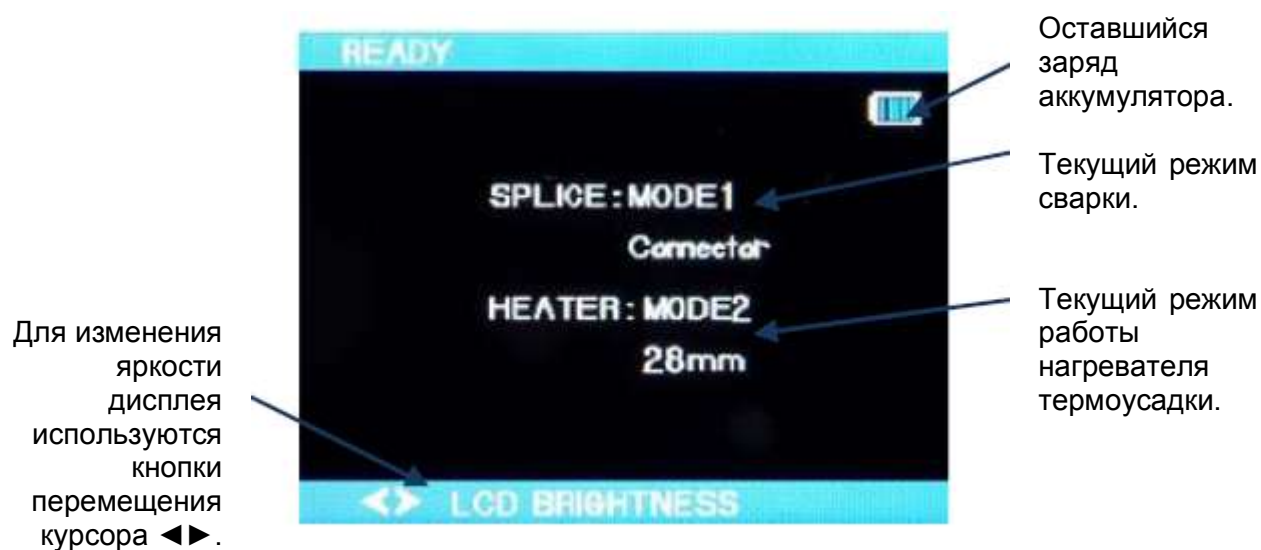 READY
SPLICE:MODE1
Connector
HEATER:MODE2
28mm
<> LCD BRIGHTNESS
Оставшийся
заряд
аккумулятора.
Текущий режим
сварки.
Текущий режим
работы
нагревателя
термоусадки.
Для изменения
яркости
дисплея
используются
кнопки
перемещения
курсора ◄►.